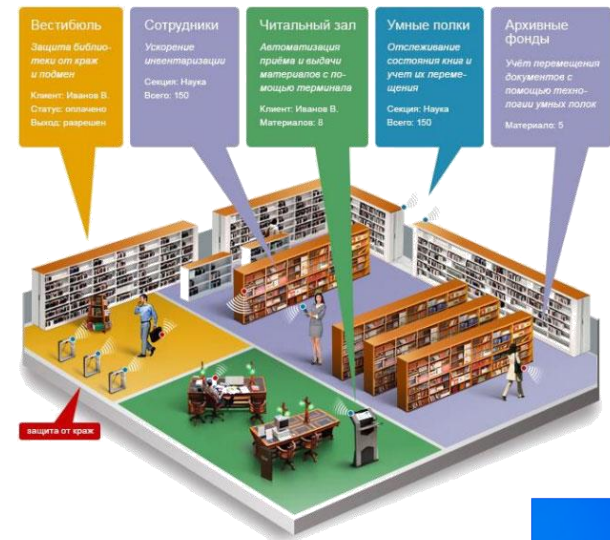 Вестибюль
Защита библио-
теки от краж
и подмен
Клиент: Иванов В.
Статус: оплачено
Выход: разрешен
Сотрудники
Ускорение
инвентаризации
Секция: Наука
Всего: 150
Читальный зал
Автоматизация
приёма и выдачи
материалов с по-
мощью терминала
Клиент: Иванов В.
Материалов: 8
Умные полки
Отслеживание
состояния книг и
учет их переме-
щения
Секция: Наука
Всего: 150
Архивные
фонды
Учёт перемещения
документов с
помощью техно-
логии умных полок
Материало: 5
защита от краж